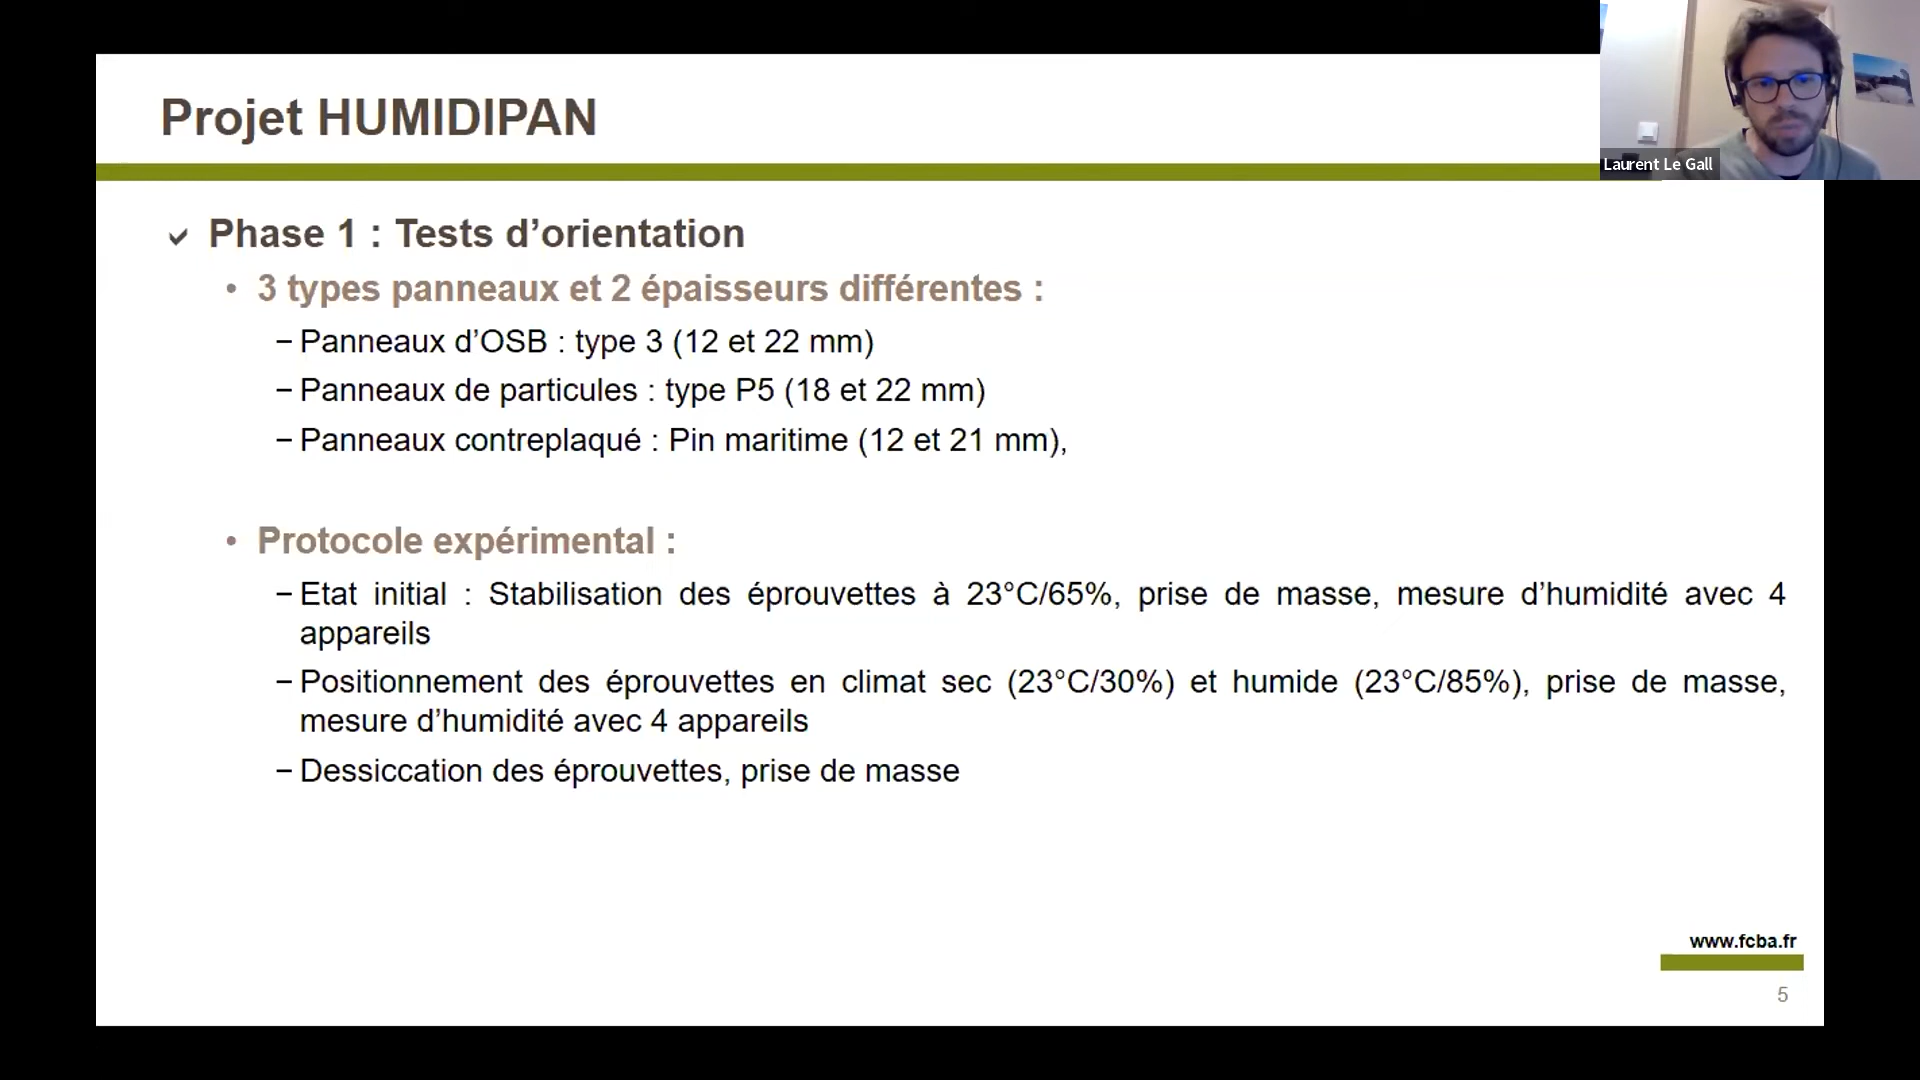 Projet HUMIDIPAN
Laurent Le Gall
Phase 1 : Tests d’orientation
• 3 types panneaux et 2 épaisseurs différentes :
– Panneaux d’OSB : type 3 (12 et 22 mm)
– Panneaux de particules : type P5 (18 et 22 mm)
– Panneaux contreplaqué : Pin maritime (12 et 21 mm),
• Protocole expérimental :
– Etat initial : Stabilisation des éprouvettes à 23°C/65%, prise de masse, mesure d’humidité avec 4
appareils
– Positionnement des éprouvettes en climat sec (23°C/30%) et humide (23°C/85%), prise de masse,
mesure d’humidité avec 4 appareils
– Dessiccation des éprouvettes, prise de masse
www.fcba.fr
5